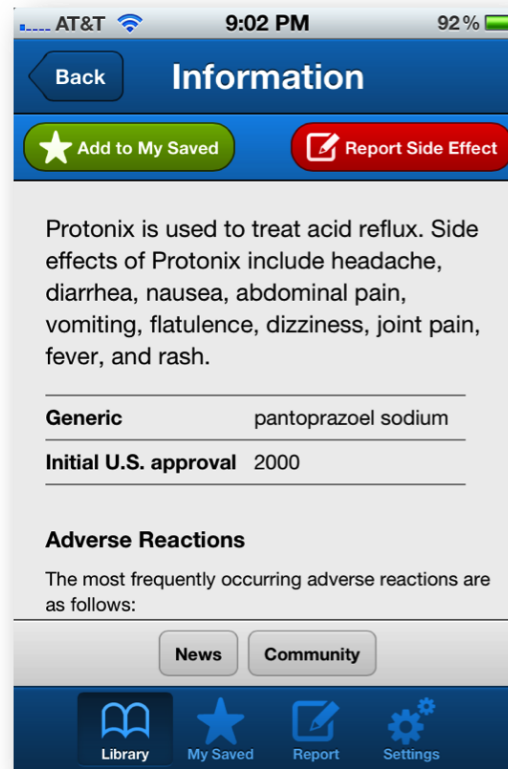 AT&T 9:02 PM 92%
Back Information
Add to My Saved Report Side Effect
Protonix is used to treat acid reflux. Side
effects of Protonix include headache,
diarrhea, nausea, abdominal pain,
vomiting, flatulence, dizziness, joint pain,
fever, and rash.
Generic pantoprazoel sodium
Initial U.S. approval 2000
Adverse Reactions
The most frequently occurring adverse reactions are
as follows:
News Community
Library My Saved Report Settings